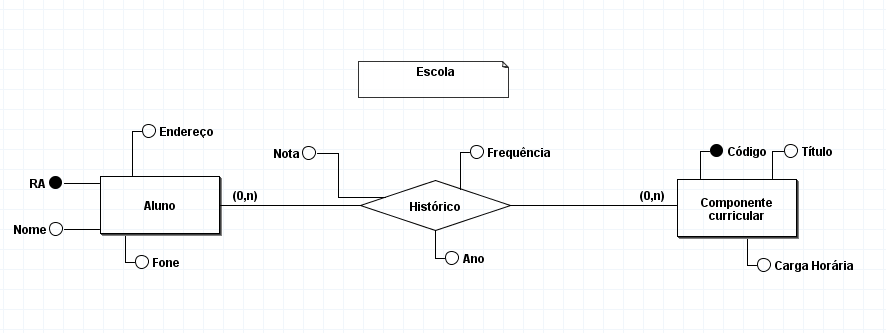 Escola
Endereço
Nota
Frequência
Código
Título
RA
Aluno
(0,n)
Histórico
(0,n)
Componente
curricular
Nome
Fone
Ano
Carga Horária